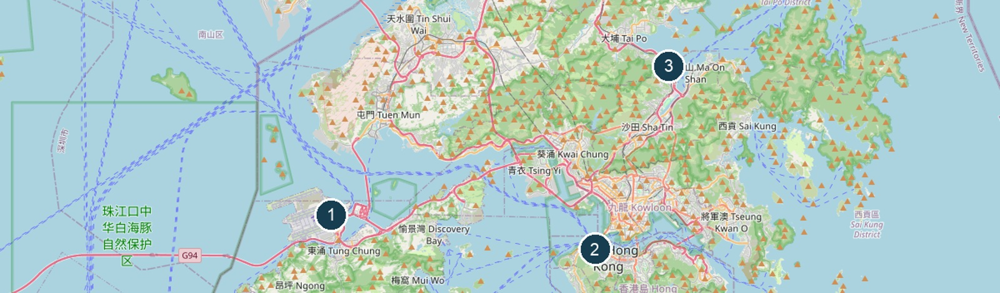 Tai Po District
天水圍 Tin Shui
Wai
南山区
大埔 Tai Po
新界 New Territories
3
山 Ma On
Shan
屯門 Tuen Mun
沙田 Sha Tin
西貢 Sai Kung
深圳市
葵涌 Kwai Chung
青衣 Tsing Yi
珠江口中
华白海豚
自然保护
区
1
九龍 Kowloon
將軍澳 Tseung
Kwan O
西貢區
Sai Kung
District
愉景灣 Discovery
Bay
G94
東涌 Tung Chung
2
Hong
Kong
昂坪 Ngong
梅窩 Mui Wo
香港島 Hong